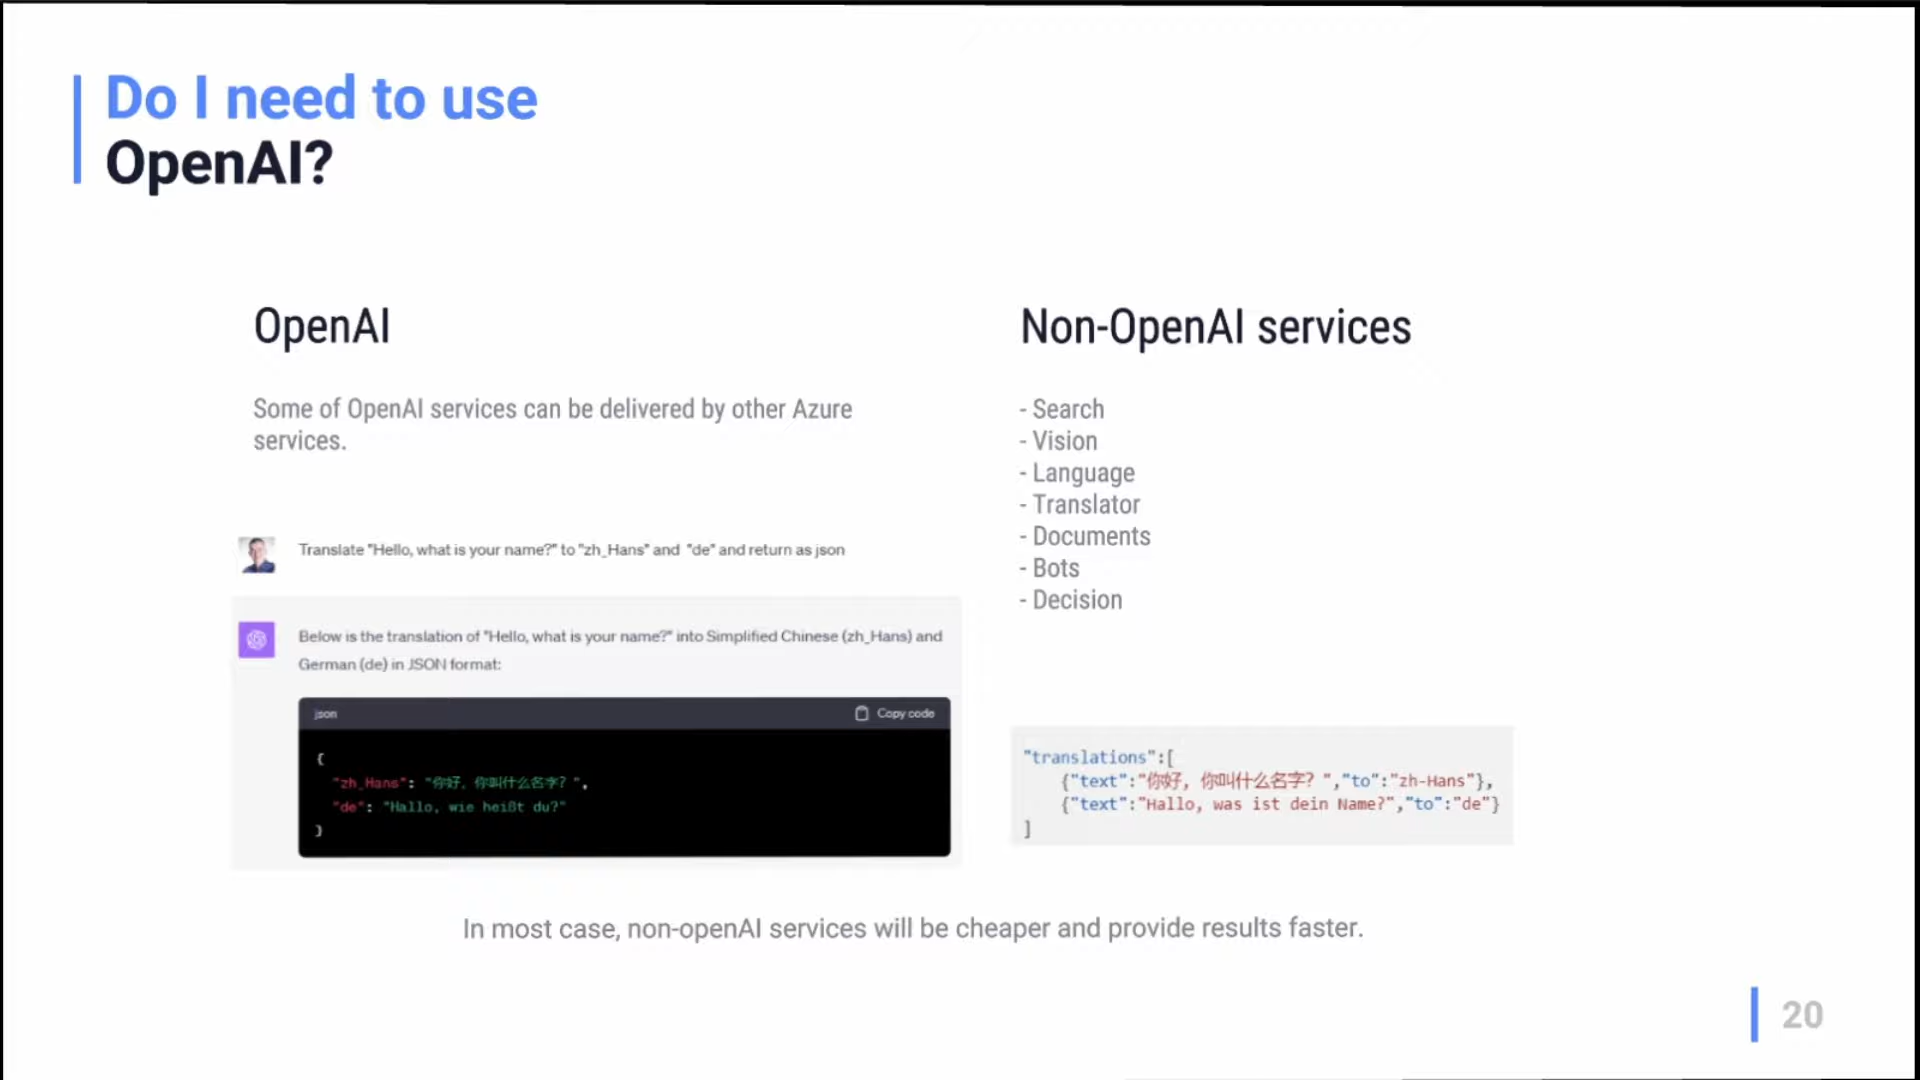 Do I need to use
OpenAI?
OpenAI
Some of OpenAI services can be delivered by other Azure
services.
Translate "Hello, what is your name?" to "zh_Hans" and "de" and return as json
Below is the translation of "Hello, what is your name?" into Simplified Chinese (zh_Hans) and
German (de) in JSON format:
json
Copy code
{
"zh_Hans": "你好，你叫什么名字？",
"de": "Hallo, wie heißt du?"
}
Non-OpenAI services
- Search
- Vision
- Language
- Translator
- Documents
- Bots
- Decision
"translations":[
{"text":"你好，你叫什么名字？","to":"zh-Hans"},
{"text":"Hallo, was ist dein Name?","to":"de"}
]
In most case, non-openAI services will be cheaper and provide results faster.
20